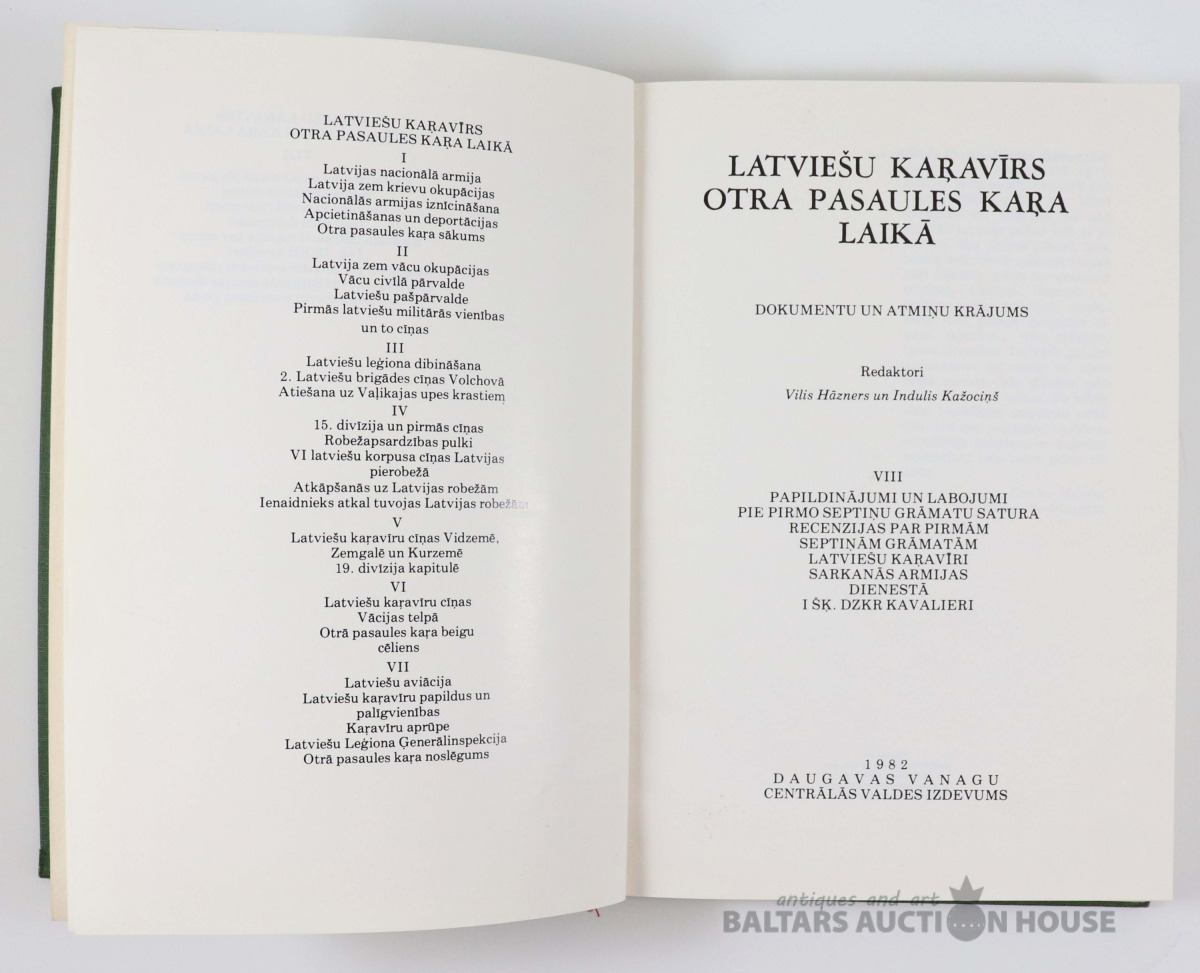 LATVIEŠU KAŖAVĪRS
OTRA PASAULES KAŖA LAIKĀ
I
Latvijas nacionālā armija
Latvija zem krievu okupācijas
Nacionālās armijas iznīcināšana
Apcietināšanas un deportācijas
Otra pasaules kaŗa sākums
II
Latvija zem vācu okupācijas
Vācu civīlā pārvalde
Latviešu pašpārvalde
Pirmās latviešu militārās vienības
un to cīņas
III
Latviešu leģiona dibināšana
2. Latviešu brigādes cīņas Volchovā
Atiešana uz Vaļikajas upes krastiem
IV
15. divīzija un pirmās cīņas
Robežapsardzības pulki
VI latviešu korpusa cīņas Latvijas
pierobežā
Atkāpšanās uz Latvijas robežām
Ienaidnieks atkal tuvojas Latvijas robežām
V
Latviešu kaŗavīru cīņas Vidzemē,
Zemgalē un Kurzemē
19. divīzija kapitulē
VI
Latviešu kaŗavīru cīņas
Vācijas telpā
Otrā pasaules kaŗa beigu
cēliens
VII
Latviešu aviācija
Latviešu kaŗavīru papildus un
palīgvienības
Kaŗavīru aprūpe
Latviešu Leģiona Ģenerālinspekcija
Otrā pasaules kaŗa noslēgums
LATVIEŠU KAŖAVĪRS
OTRA PASAULES KAŖA
LAIKĀ
DOKUMENTU UN ATMIŅU KRĀJUMS
Redaktori
Vilis Hāzners un Indulis Kažociņš
VIII
PAPILDINĀJUMI UN LABOJUMI
PIE PIRMO SEPTIŅU GRĀMATU SATURA
RECENZIJAS PAR PIRMĀM
SEPTIŅĀM GRĀMATĀM
LATVIEŠU KAŖAVĪRI
SARKANĀS ARMIJAS
DIENESTĀ
I ŠĶ. DZKR KAVALIERI
1982
DAUGAVAS VANAGU
CENTRĀLĀS VALDES IZDEVUMS
antiques and art
BALTARS AUCTION HOUSE